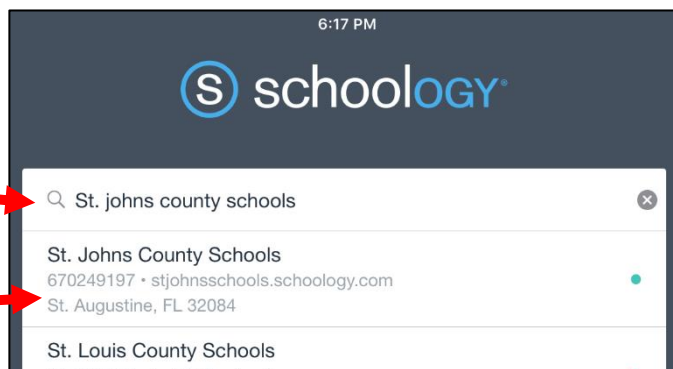 6:17 PM
S schoology®
St. johns county schools
St. Johns County Schools
670249197 • stjohnsschools.schoology.com
St. Augustine, FL 32084
St. Louis County Schools